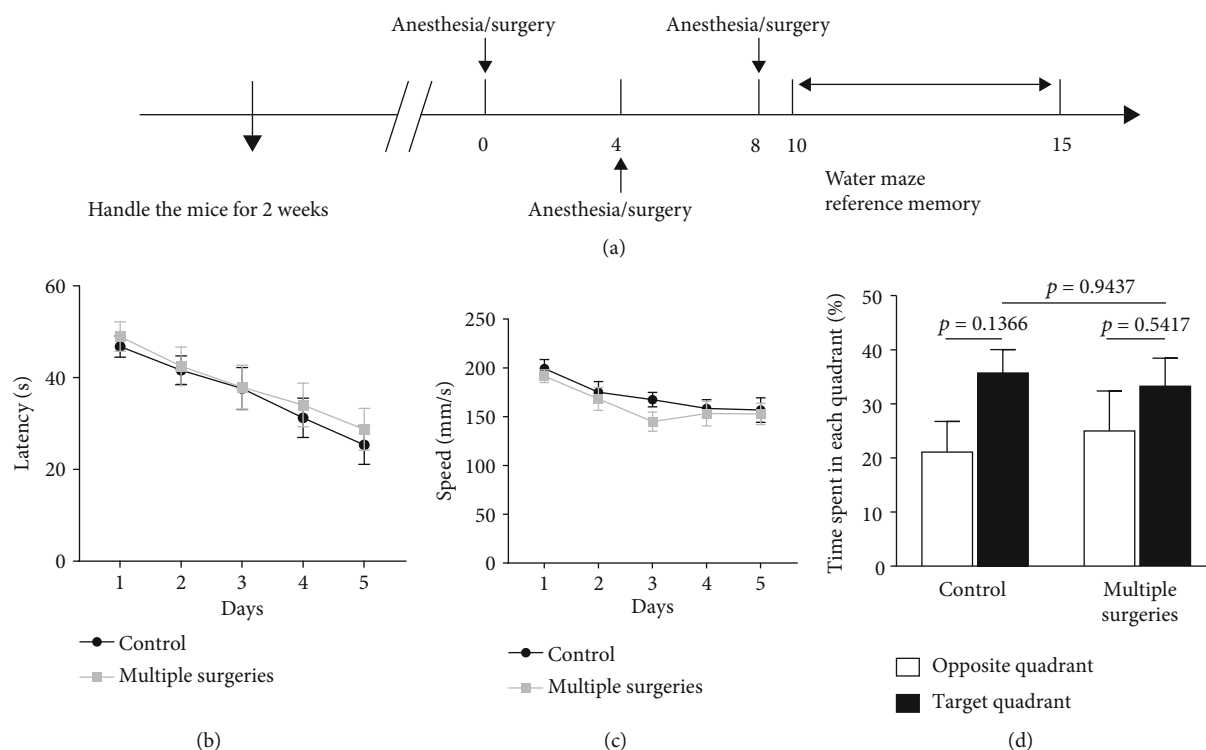 Anesthesia/surgery
Anesthesia/surgery
0
4
8
10
15
Handle the mice for 2 weeks
Anesthesia/surgery
Water maze
reference memory
(a)
60
40
20
0
Latency (s)
1 2 3 4 5
Days
Control
Multiple surgeries
(b)
250
200
150
100
50
0
Speed (mm/s)
1 2 3 4 5
Days
Control
Multiple surgeries
(c)
50
40
30
20
10
0
Time spent in each quadrant (%)
p = 0.9437
p = 0.1366
p = 0.5417
Control
Multiple
surgeries
Opposite quadrant
Target quadrant
(d)